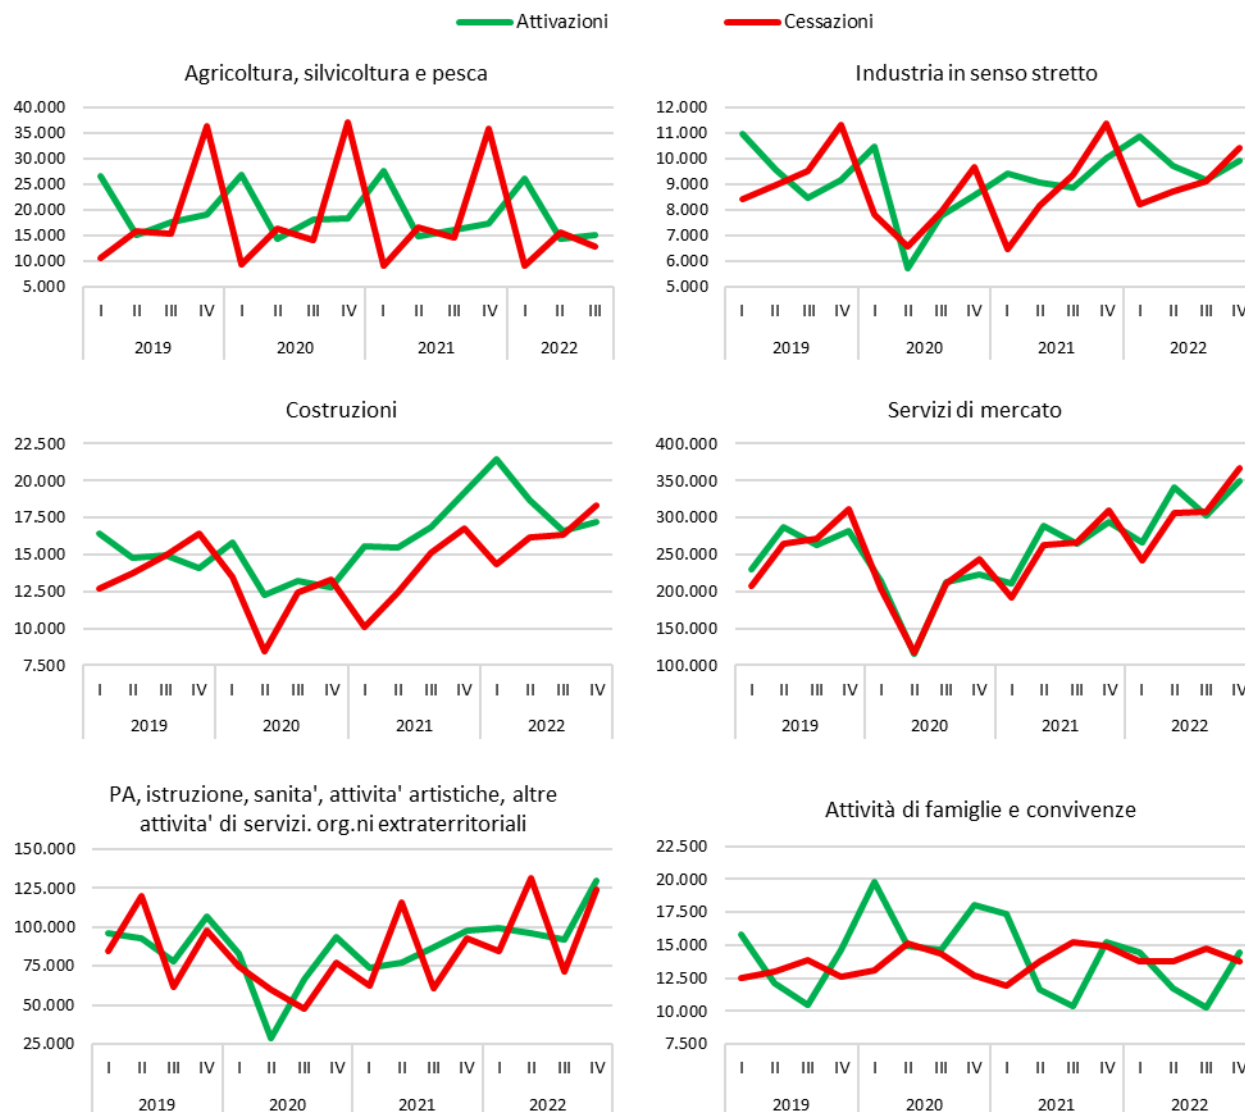 Attivazioni Cessazioni
Agricoltura, silvicoltura e pesca
40.000
35.000
30.000
25.000
20.000
15.000
10.000
5.000
I II III IV I II III IV I II III IV I II III
2019 2020 2021 2022
Industria in senso stretto
12.000
11.000
10.000
9.000
8.000
7.000
6.000
5.000
I II III IV I II III IV I II III IV I II III IV
2019 2020 2021 2022
Costruzioni
22.500
20.000
17.500
15.000
12.500
10.000
7.500
I II III IV I II III IV I II III IV I II III IV
2019 2020 2021 2022
Servizi di mercato
400.000
350.000
300.000
250.000
200.000
150.000
100.000
I II III IV I II III IV I II III IV I II III IV
2019 2020 2021 2022
PA, istruzione, sanita', attivita' artistiche, altre
attivita' di servizi. org.ni extraterritoriali
150.000
125.000
100.000
75.000
50.000
25.000
I II III IV I II III IV I II III IV I II III IV
2019 2020 2021 2022
Attività di famiglie e convivenze
22.500
20.000
17.500
15.000
12.500
10.000
7.500
I II III IV I II III IV I II III IV I II III IV
2019 2020 2021 2022